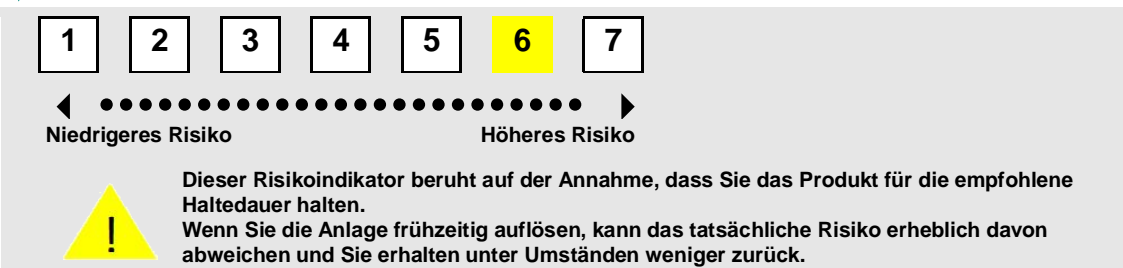 1 2 3 4 5 6 7
Niedrigeres Risiko Höheres Risiko
Dieser Risikoindikator beruht auf der Annahme, dass Sie das Produkt für die empfohlene
Haltedauer halten.
Wenn Sie die Anlage frühzeitig auflösen, kann das tatsächliche Risiko erheblich davon
abweichen und Sie erhalten unter Umständen weniger zurück.
!